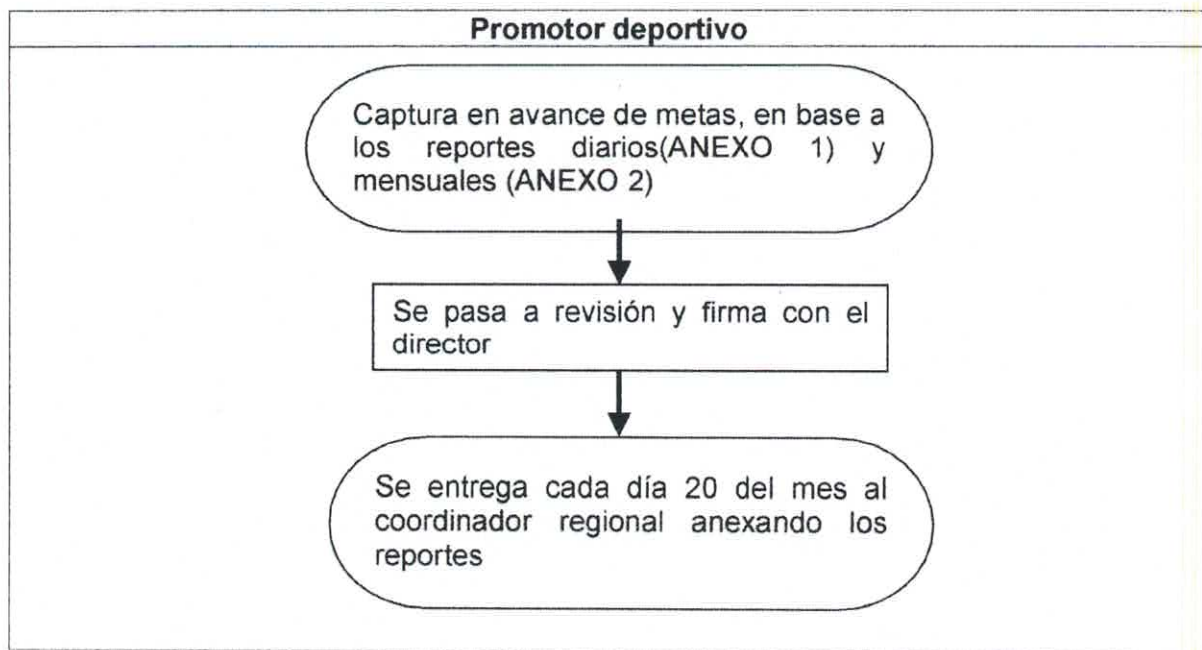 Promotor deportivo
Captura en avance de metas, en base a
los reportes diarios(ANEXO 1) y
mensuales (ANEXO 2)
Se pasa a revisión y firma con el
director
Se entrega cada día 20 del mes al
coordinador regional anexando los
reportes